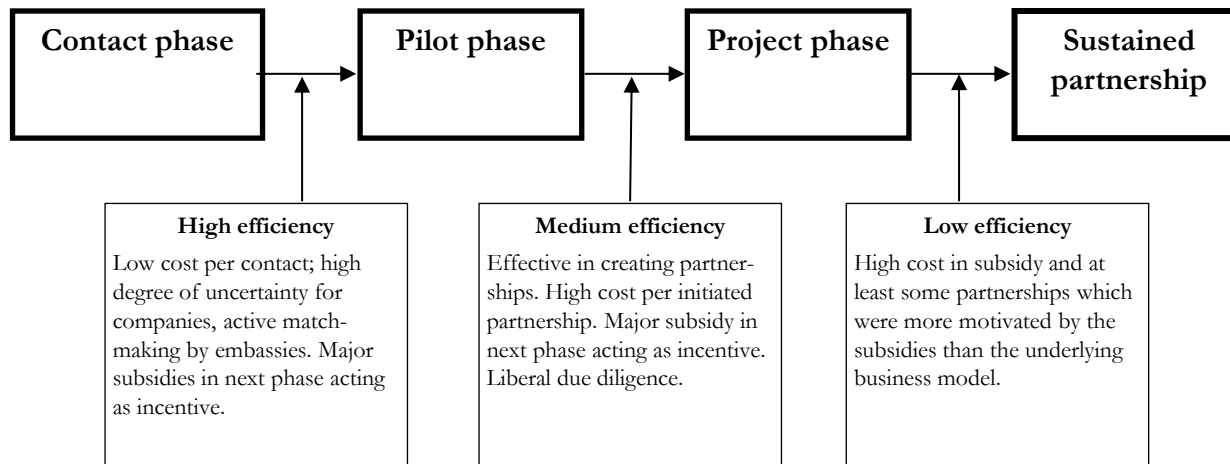 Contact phase
Pilot phase
Project phase
Sustained
partnership
High efficiency
Low cost per contact; high
degree of uncertainty for
companies, active match-
making by embassies. Major
subsidies in next phase acting
as incentive.
Medium efficiency
Effective in creating partner-
ships. High cost per initiated
partnership. Major subsidy in
next phase acting as incentive.
Liberal due diligence.
Low efficiency
High cost in subsidy and at
least some partnerships which
were more motivated by the
subsidies than the underlying
business model.